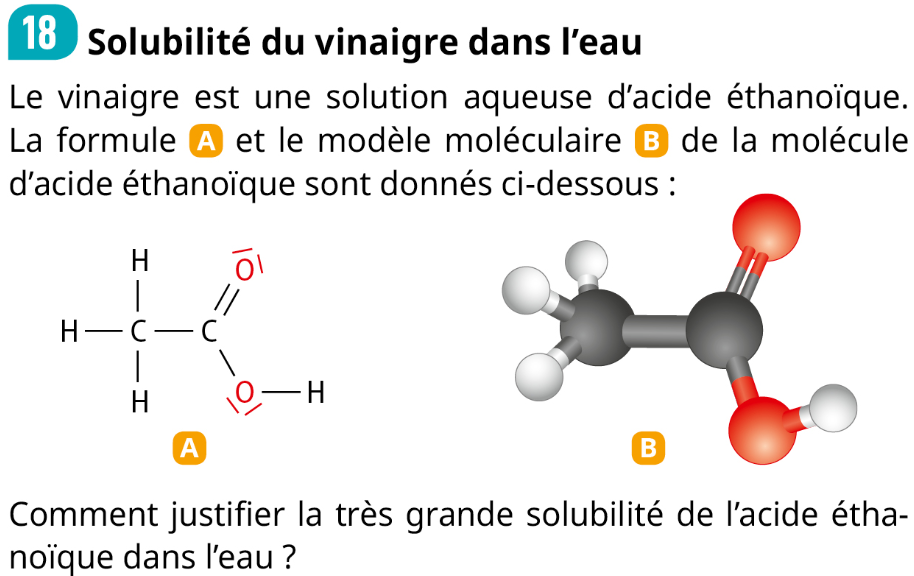 18 Solubilité du vinaigre dans l’eau
Le vinaigre est une solution aqueuse d’acide éthanoïque.
La formule A et le modèle moléculaire B de la molécule
d’acide éthanoïque sont donnés ci-dessous :
H O
H C C
H O H
A B
Comment justifier la très grande solubilité de l’acide étha-
noïque dans l’eau ?